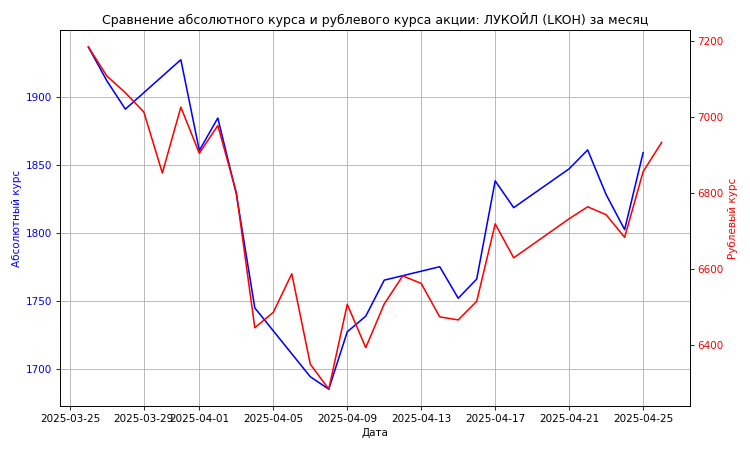 Сравнение абсолютного курса и рублевого курса акции: ЛУКОЙЛ (LKOH) за месяц
Абсолютный курс
1900
1850
1800
1750
1700
7200
7000
6800
6600
6400
Рублевый курс
2025-03-25 2025-03-29 2025-04-01 2025-04-05 2025-04-09 2025-04-13 2025-04-17 2025-04-21 2025-04-25
Дата